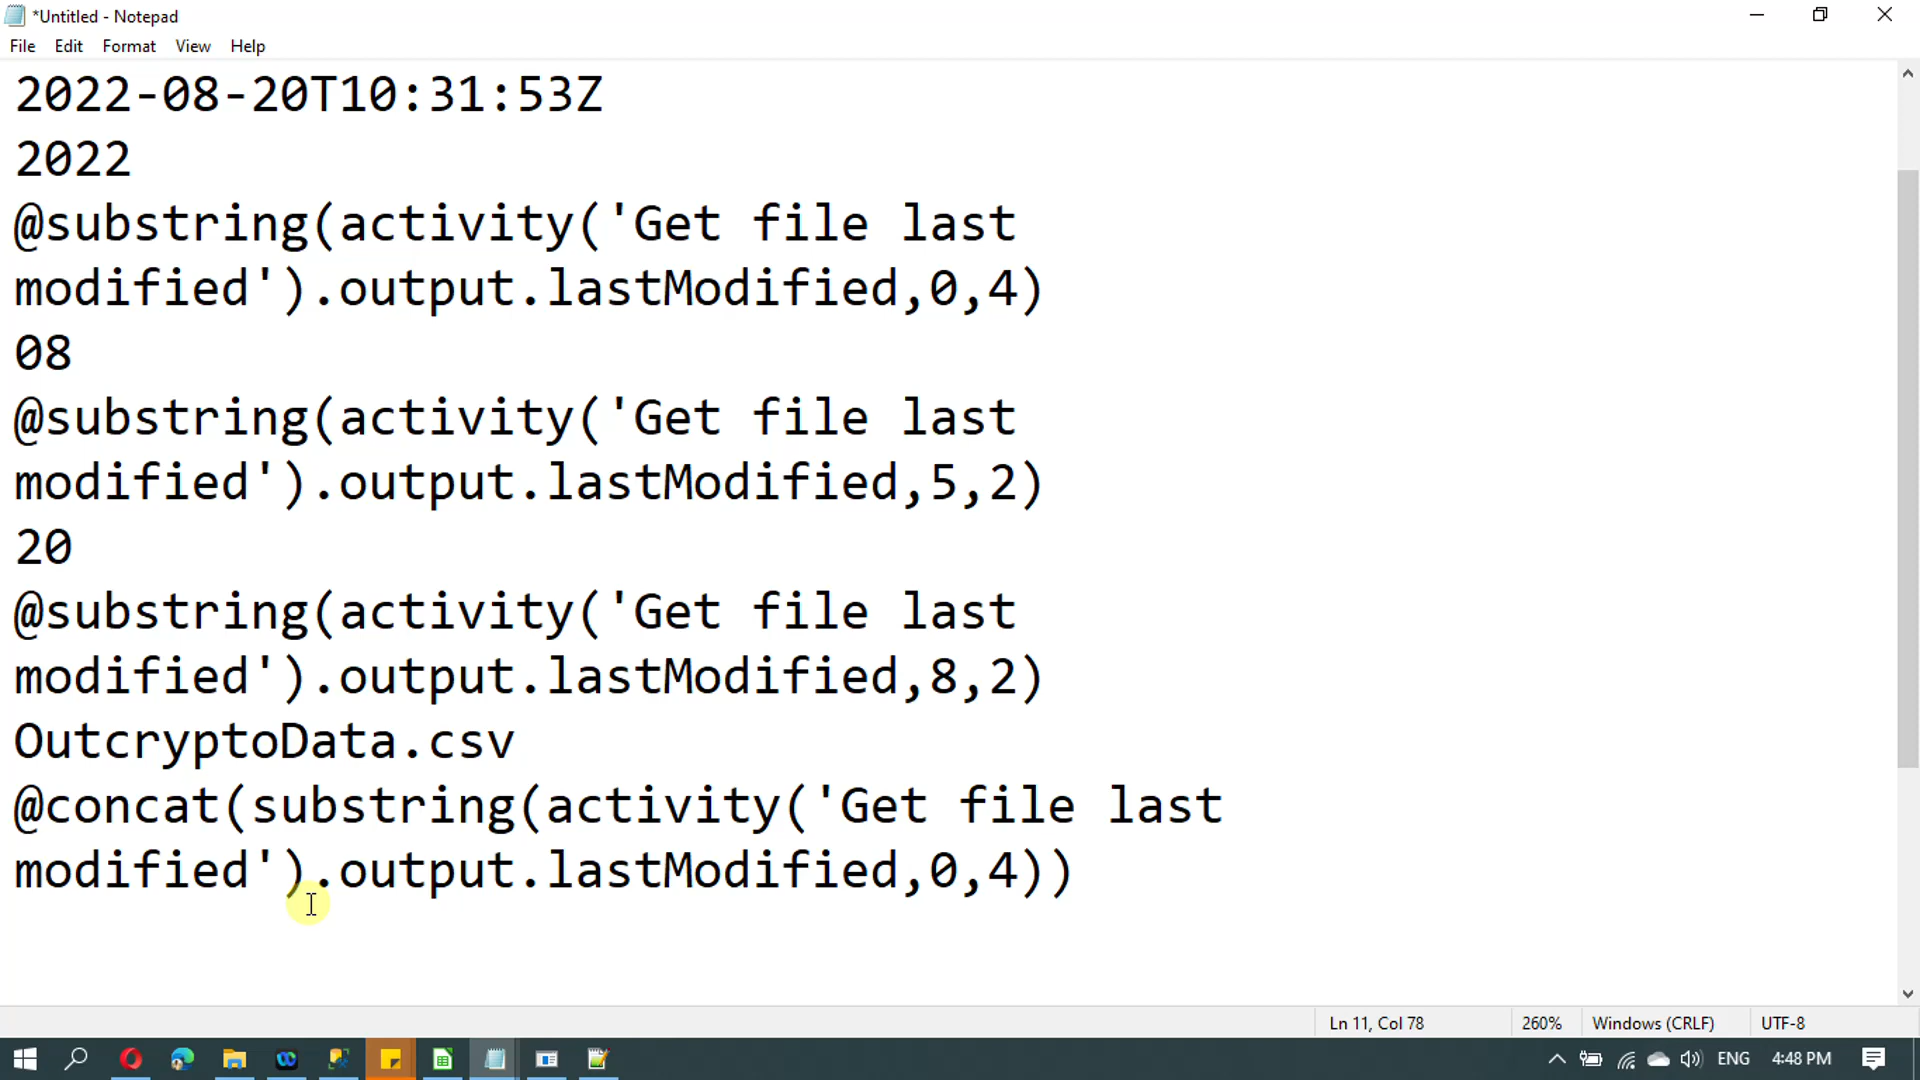 *Untitled - Notepad
File Edit Format View Help
2022-08-20T10:31:53Z
2022
@substring(activity('Get file last
modified').output.lastModified,0,4)
08
@substring(activity('Get file last
modified').output.lastModified,5,2)
20
@substring(activity('Get file last
modified').output.lastModified,8,2)
OutcryptoData.csv
@concat(substring(activity('Get file last
modified').output.lastModified,0,4))
Ln 11, Col 78 260% Windows (CRLF) UTF-8
ENG 4:48 PM